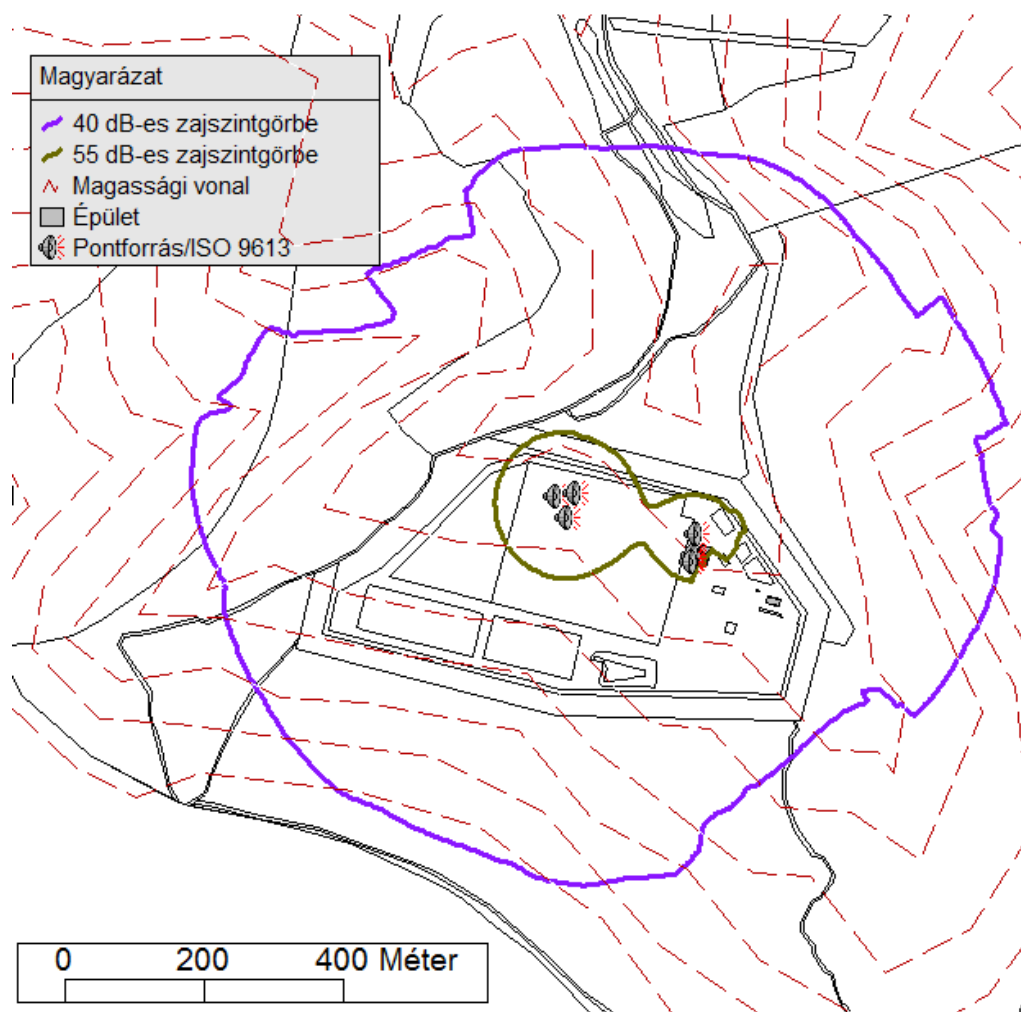 Magyarázat
40 dB-es zajszintgörbe
55 dB-es zajszintgörbe
Magassági vonal
Épület
Pontforrás/ISO 9613
0 200 400 Méter